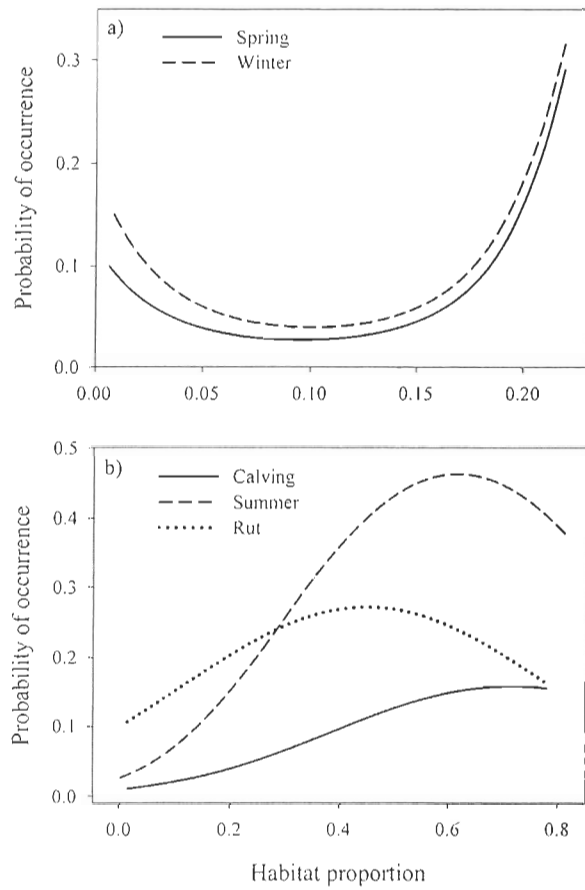 a)
Spring
Winter
0.3
0.2
0.1
0.0
Probability of occurrence
0.00 0.05 0.10 0.15 0.20
b)
Calving
Summer
Rut
0.5
0.4
0.3
0.2
0.1
0.0
Probability of occurrence
0.0 0.2 0.4 0.6 0.8
Habitat proportion